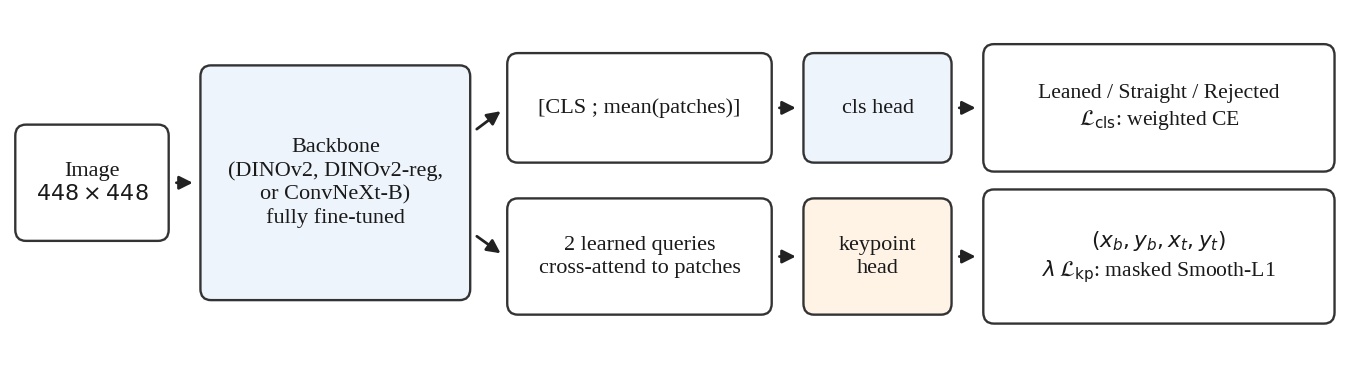 Image
448 × 448
Backbone
(DINOv2, DINOv2-reg,
or ConvNeXt-B)
fully fine-tuned
[CLS ; mean(patches)]
cls head
Leaned / Straight / Rejected
ℒcls: weighted CE
2 learned queries
cross-attend to patches
keypoint
head
(xb, yb, xt, yt)
λ ℒkp: masked Smooth-L1